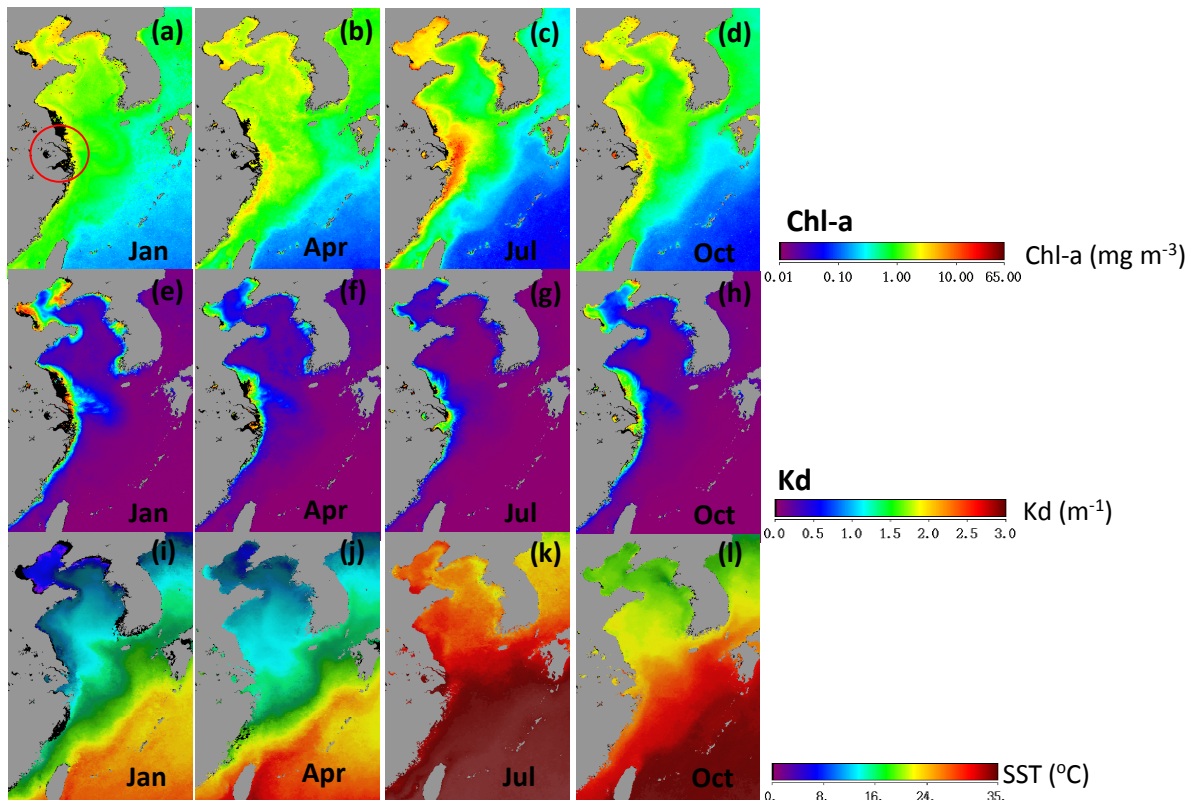 (a) (b) (c) (d)
Jan Apr Jul Oct
Chl-a
Chl-a (mg m-3)
0.01 0.10 1.00 10.00 65.00
(e) (f) (g) (h)
Jan Apr Jul Oct
Kd
Kd (m-1)
0.0 0.5 1.0 1.5 2.0 2.5 3.0
(i) (j) (k) (l)
Jan Apr Jul Oct
SST (oC)
0. 8. 16. 24. 35.